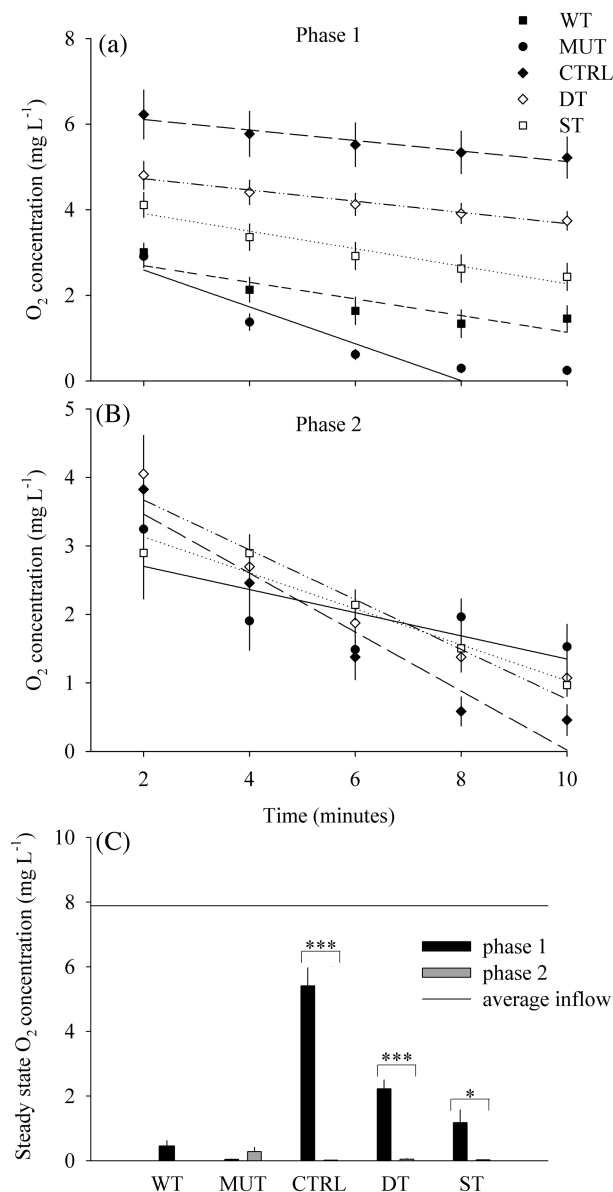 (a)
Phase 1
WT
MUT
CTRL
DT
ST
8
6
4
2
0
O₂ concentration (mg L⁻¹)
(B)
Phase 2
5
4
3
2
1
0
O₂ concentration (mg L⁻¹)
2 4 6 8 10
Time (minutes)
(C)
10
8
6
4
2
0
Steady state O₂ concentration (mg L⁻¹)
phase 1
phase 2
average inflow
***
***
*
WT MUT CTRL DT ST